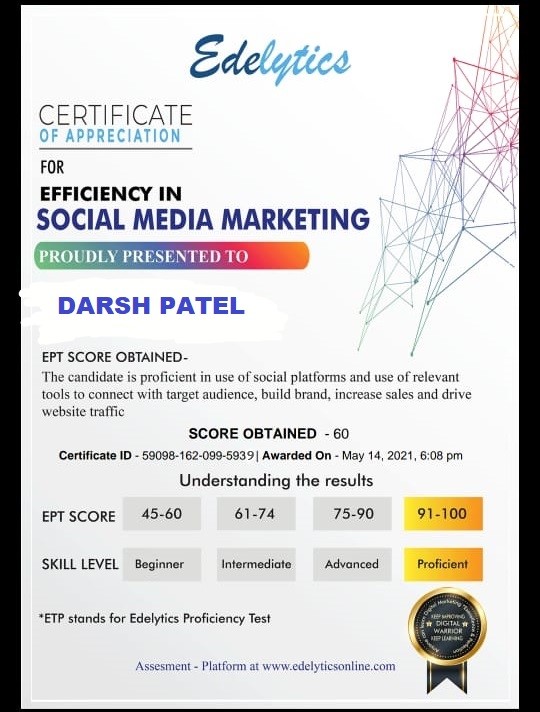 Edelytics
CERTIFICATE
OF APPRECIATION
FOR
EFFICIENCY IN
SOCIAL MEDIA MARKETING
PROUDLY PRESENTED TO
DARSH PATEL
EPT SCORE OBTAINED-
The candidate is proficient in use of social platforms and use of relevant
tools to connect with target audience, build brand, increase sales and drive
website traffic
SCORE OBTAINED - 60
Certificate ID - 59098-162-099-5939| Awarded On - May 14, 2021, 6:08 pm
Understanding the results
EPT SCORE 45-60 61-74 75-90 91-100
SKILL LEVEL Beginner Intermediate Advanced Proficient
*ETP stands for Edelytics Proficiency Test
KEEP IMPROVING
DIGITAL
WARRIOR
KEEP LEARNING
Assesment - Platform at www.edelyticsonline.com